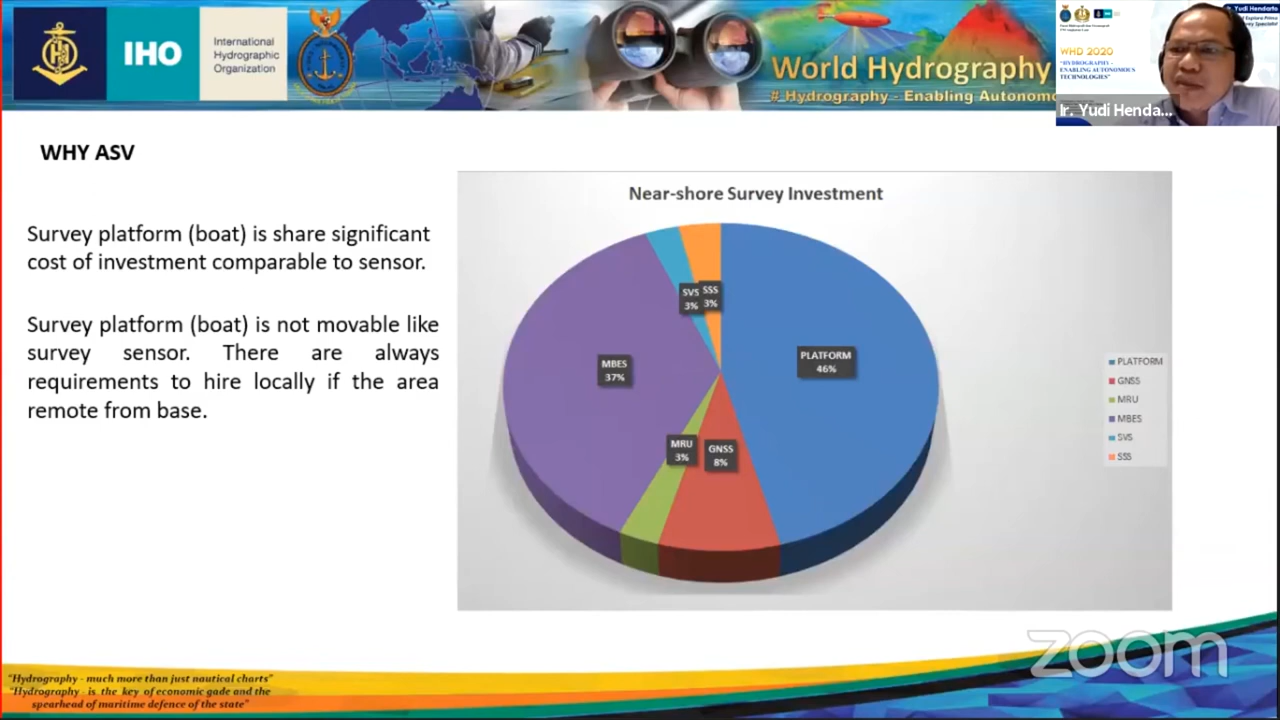 IHO
International
Hydrographic
Organization
World Hydrography
# Hydrography - Enabling Autonomo
WHD 2020
"HYDROGRAPHY -
ENABLING AUTONOMOUS
TECHNOLOGIES"
Ir. Yudi Henda...
WHY ASV
Survey platform (boat) is share significant
cost of investment comparable to sensor.
Survey platform (boat) is not movable like
survey sensor. There are always
requirements to hire locally if the area
remote from base.
Near-shore Survey Investment
SVS
3%
SSS
3%
PLATFORM
46%
MBES
37%
MRU
3%
GNSS
8%
PLATFORM
GNSS
MRU
MBES
SVS
SSS
zoom
"Hydrography - much more than just nautical charts"
"Hydrography - is the key of economic gade and the
spearhead of maritime defence of the state"